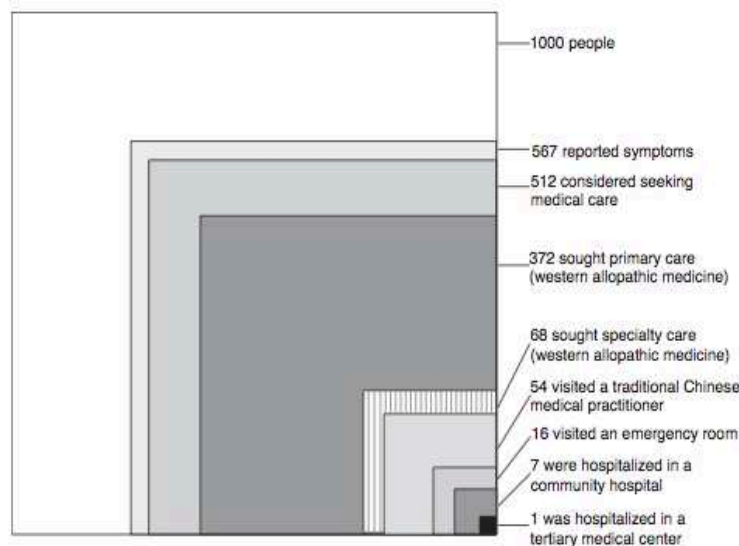 1000 people
567 reported symptoms
512 considered seeking
medical care
372 sought primary care
(western allopathic medicine)
68 sought specialty care
(western allopathic medicine)
54 visited a traditional Chinese
medical practitioner
16 visited an emergency room
7 were hospitalized in a
community hospital
1 was hospitalized in a
tertiary medical center